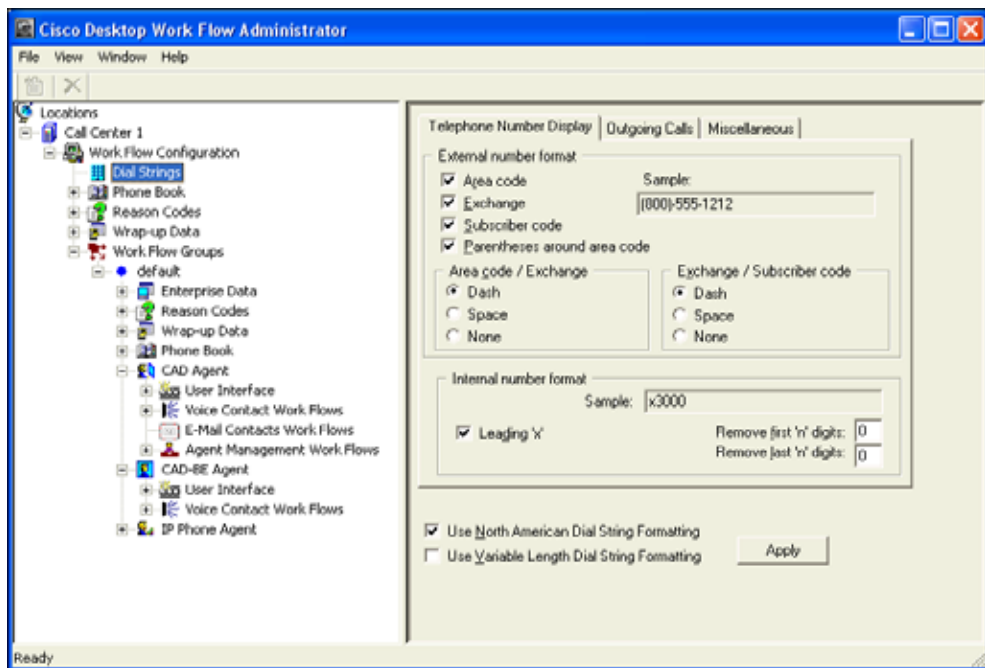 Cisco Desktop Work Flow Administrator
File View Window Help
Locations
Call Center 1
Work Flow Configuration
Dial Strings
Phone Book
Reason Codes
Wrap-up Data
Work Flow Groups
default
Enterprise Data
Reason Codes
Wrap-up Data
Phone Book
CAD Agent
User Interface
Voice Contact Work Flows
E-Mail Contacts Work Flows
Agent Management Work Flows
CAD-BE Agent
User Interface
Voice Contact Work Flows
IP Phone Agent
Telephone Number Display Outgoing Calls Miscellaneous
External number format
Area code Sample:
Exchange (800)-555-1212
Subscriber code
Parentheses around area code
Area code / Exchange Exchange / Subscriber code
Dash Dash
Space Space
None None
Internal number format
Sample: x3000
Leading 'x' Remove first 'n' digits: 0
Remove last 'n' digits: 0
Use North American Dial String Formatting
Use Variable Length Dial String Formatting Apply
Ready